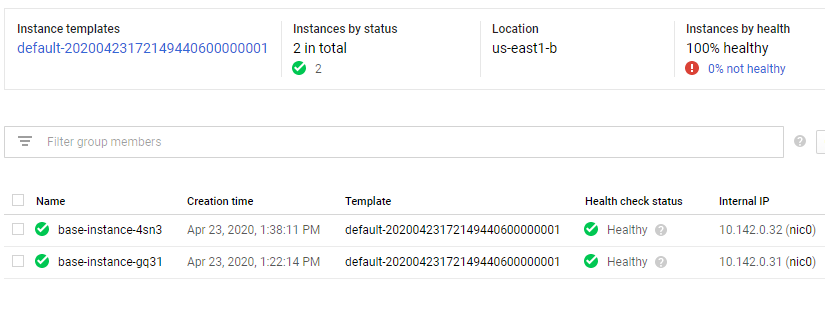 Instance templates
default-20200423172149440600000001
Instances by status
2 in total
2
Location
us-east1-b
Instances by health
100% healthy
0% not healthy
Filter group members
Name Creation time Template Health check status Internal IP
base-instance-4sn3 Apr 23, 2020, 1:38:11 PM default-20200423172149440600000001 Healthy 10.142.0.32 (nic0)
base-instance-gq31 Apr 23, 2020, 1:22:14 PM default-20200423172149440600000001 Healthy 10.142.0.31 (nic0)